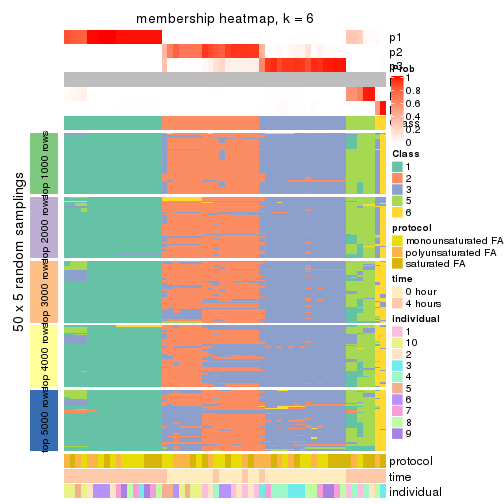 membership heatmap, k = 6
p1
p2
p3
Prob
1
0.8
0.6
0.4
0.2
0
Class
1
2
3
5
6
protocol
monounsaturated FA
polyunsaturated FA
saturated FA
time
0 hour
4 hours
individual
1
10
2
3
4
5
6
7
8
9
50 x 5 random samplings
top 1000 rows
top 2000 rows
top 3000 rows
top 4000 rows
top 5000 rows
protocol
time
individual